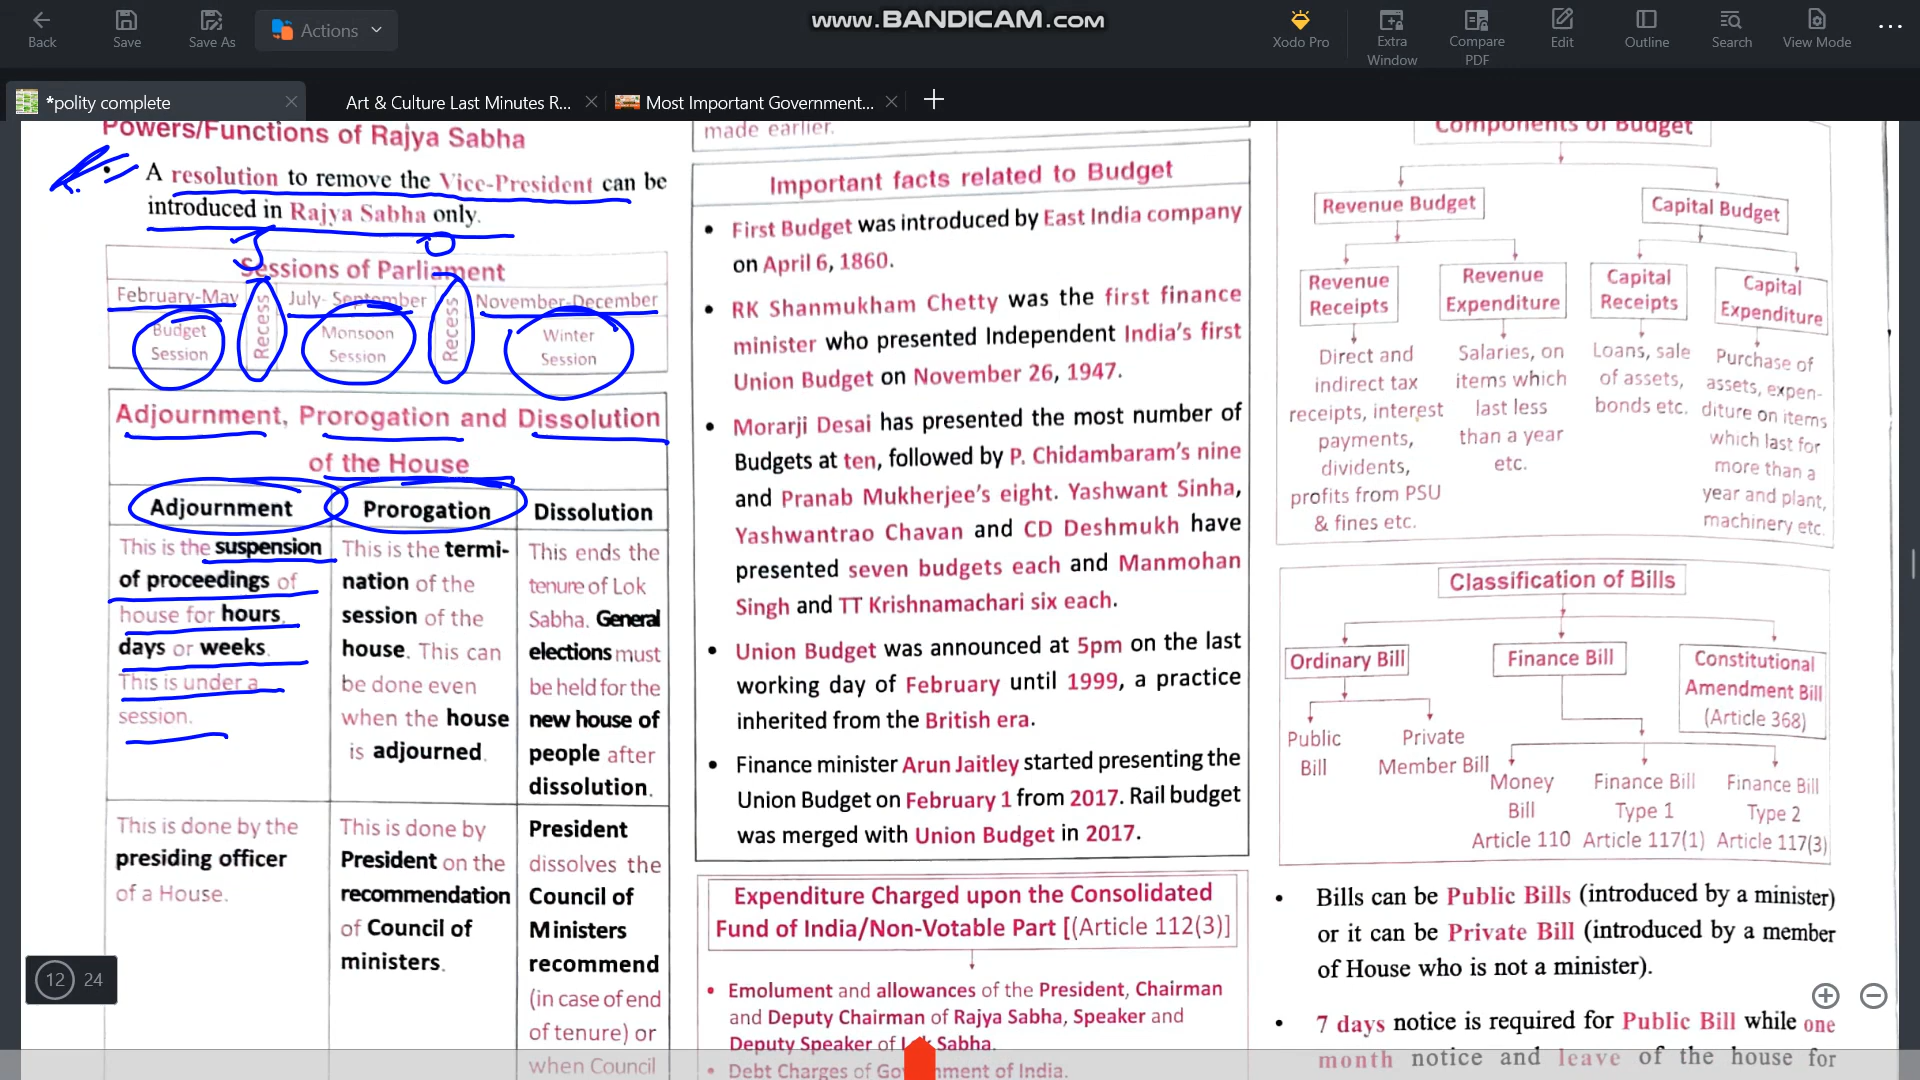 www.BANDICAM.com
Back
Save
Save As
Actions
Xodo Pro
Extra
Window
Compare
PDF
Edit
Outline
Search
View Mode
*polity complete
Art & Culture Last Minutes R...
Most Important Government...
Powers/Functions of Rajya Sabha
• A resolution to remove the Vice-President can be
introduced in Rajya Sabha only.
Sessions of Parliament
February-May
Recess
July- September
Recess
November-December
Budget
Session
Monsoon
Session
Winter
Session
Adjournment, Prorogation and Dissolution
of the House
Adjournment
Prorogation
Dissolution
This is the suspension
of proceedings of
house for hours,
days or weeks.
This is under a
session.
This is the termi-
nation of the
session of the
house. This can
be done even
when the house
is adjourned.
This ends the
tenure of Lok
Sabha. General
elections must
be held for the
new house of
people after
dissolution.
This is done by the
presiding officer
of a House.
This is done by
President on the
recommendation
of Council of
ministers.
President
dissolves the
Council of
Ministers
recommend
(in case of end
of tenure) or
when Council
12 24
made earlier.
Important facts related to Budget
• First Budget was introduced by East India company
on April 6, 1860.
• RK Shanmukham Chetty was the first finance
minister who presented Independent India's first
Union Budget on November 26, 1947.
• Morarji Desai has presented the most number of
Budgets at ten, followed by P. Chidambaram's nine
and Pranab Mukherjee's eight. Yashwant Sinha,
Yashwantrao Chavan and CD Deshmukh have
presented seven budgets each and Manmohan
Singh and TT Krishnamachari six each.
• Union Budget was announced at 5pm on the last
working day of February until 1999, a practice
inherited from the British era.
• Finance minister Arun Jaitley started presenting the
Union Budget on February 1 from 2017. Rail budget
was merged with Union Budget in 2017.
Expenditure Charged upon the Consolidated
Fund of India/Non-Votable Part [(Article 112(3)]
• Emolument and allowances of the President, Chairman
and Deputy Chairman of Rajya Sabha, Speaker and
Deputy Speaker of Lok Sabha.
• Debt Charges of Government of India.
Components of Budget
Revenue Budget
Capital Budget
Revenue
Receipts
Revenue
Expenditure
Capital
Receipts
Capital
Expenditure
Direct and
indirect tax
receipts, interest
payments,
dividends,
profits from PSU
& fines etc.
Salaries, on
items which
last less
than a year
etc.
Loans, sale
of assets,
bonds etc.
Purchase of
assets, expen-
diture on items
which last for
more than a
year and plant,
machinery etc.
Classification of Bills
Ordinary Bill
Finance Bill
Constitutional
Amendment Bill
(Article 368)
Public
Bill
Private
Member Bill
Money
Bill
Article 110
Finance Bill
Type 1
Article 117(1)
Finance Bill
Type 2
Article 117(3)
• Bills can be Public Bills (introduced by a minister)
or it can be Private Bill (introduced by a member
of House who is not a minister).
• 7 days notice is required for Public Bill while one
month notice and leave of the house for